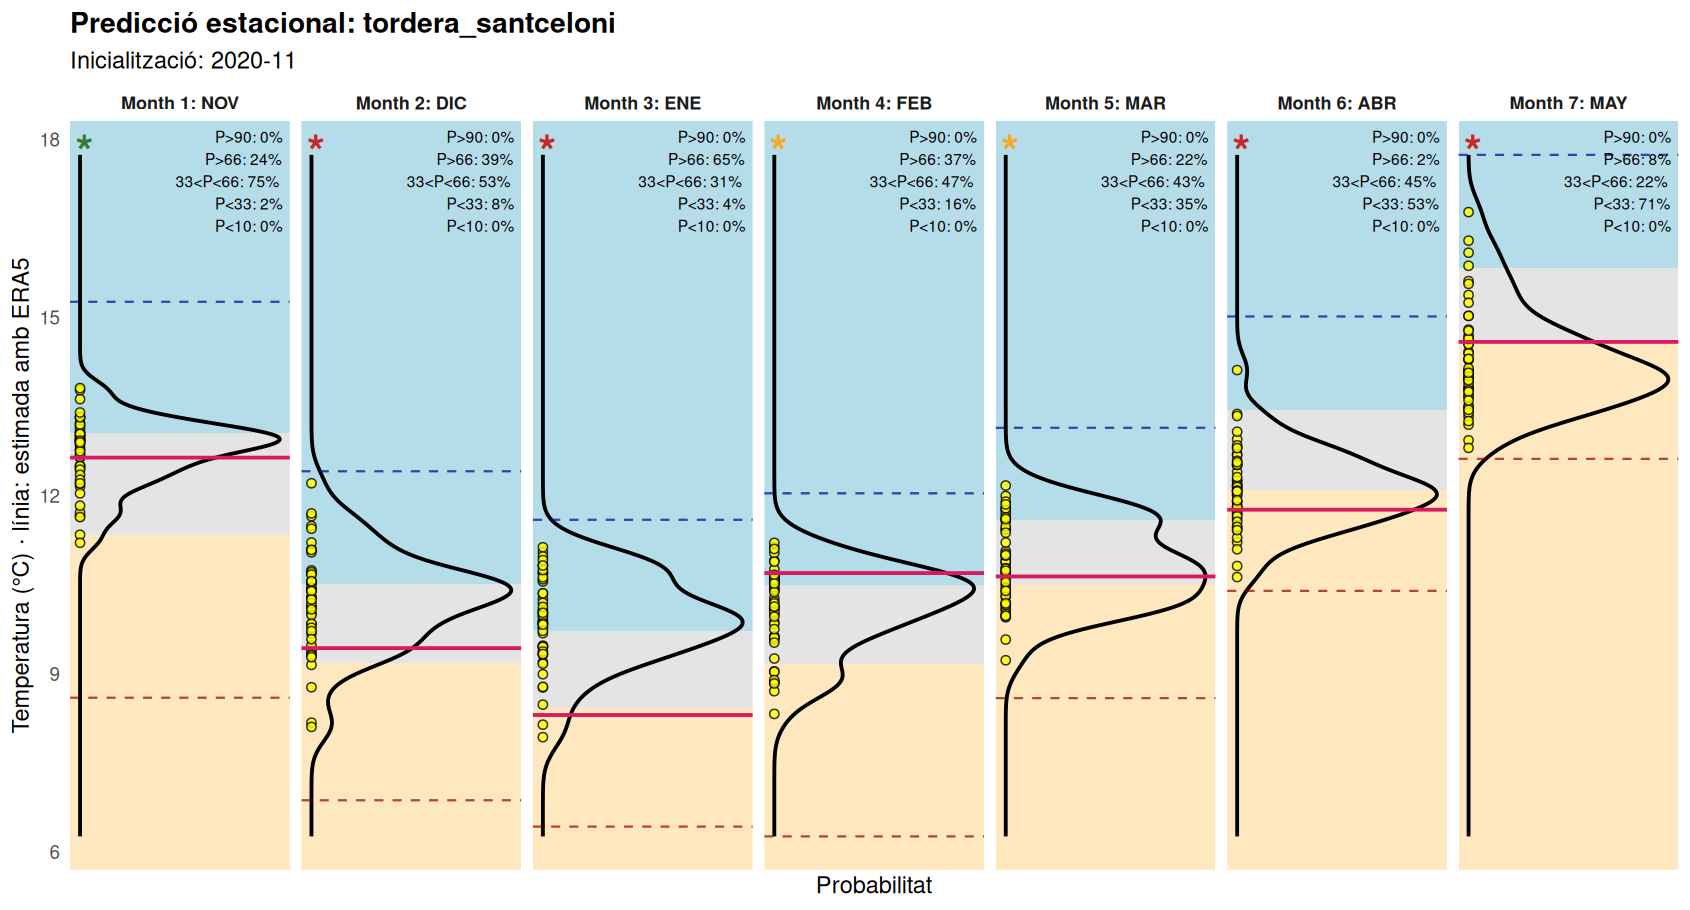 Predicció estacional: tordera_santceloni
Inicialització: 2020-11
Month 1: NOV
Month 2: DIC
Month 3: ENE
Month 4: FEB
Month 5: MAR
Month 6: ABR
Month 7: MAY
P>90: 0%
P>66: 24%
33<P<66: 75%
P<33: 2%
P<10: 0%
P>90: 0%
P>66: 39%
33<P<66: 53%
P<33: 8%
P<10: 0%
P>90: 0%
P>66: 65%
33<P<66: 31%
P<33: 4%
P<10: 0%
P>90: 0%
P>66: 37%
33<P<66: 47%
P<33: 16%
P<10: 0%
P>90: 0%
P>66: 22%
33<P<66: 43%
P<33: 35%
P<10: 0%
P>90: 0%
P>66: 2%
33<P<66: 45%
P<33: 53%
P<10: 0%
P>90: 0%
P>66: 8%
33<P<66: 22%
P<33: 71%
P<10: 0%
18
15
12
9
6
Temperatura (°C) · línia: estimada amb ERA5
Probabilitat